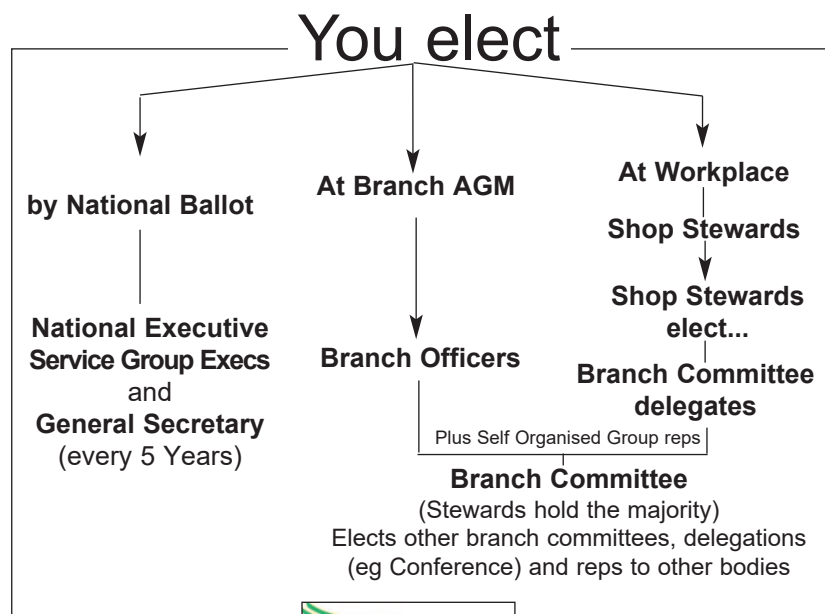 You elect
by National Ballot
National Executive
Service Group Execs
and
General Secretary
(every 5 Years)
At Branch AGM
Branch Officers
At Workplace
Shop Stewards
Shop Stewards
elect...
Branch Committee
delegates
Plus Self Organised Group reps
Branch Committee
(Stewards hold the majority)
Elects other branch committees, delegations
(eg Conference) and reps to other bodies